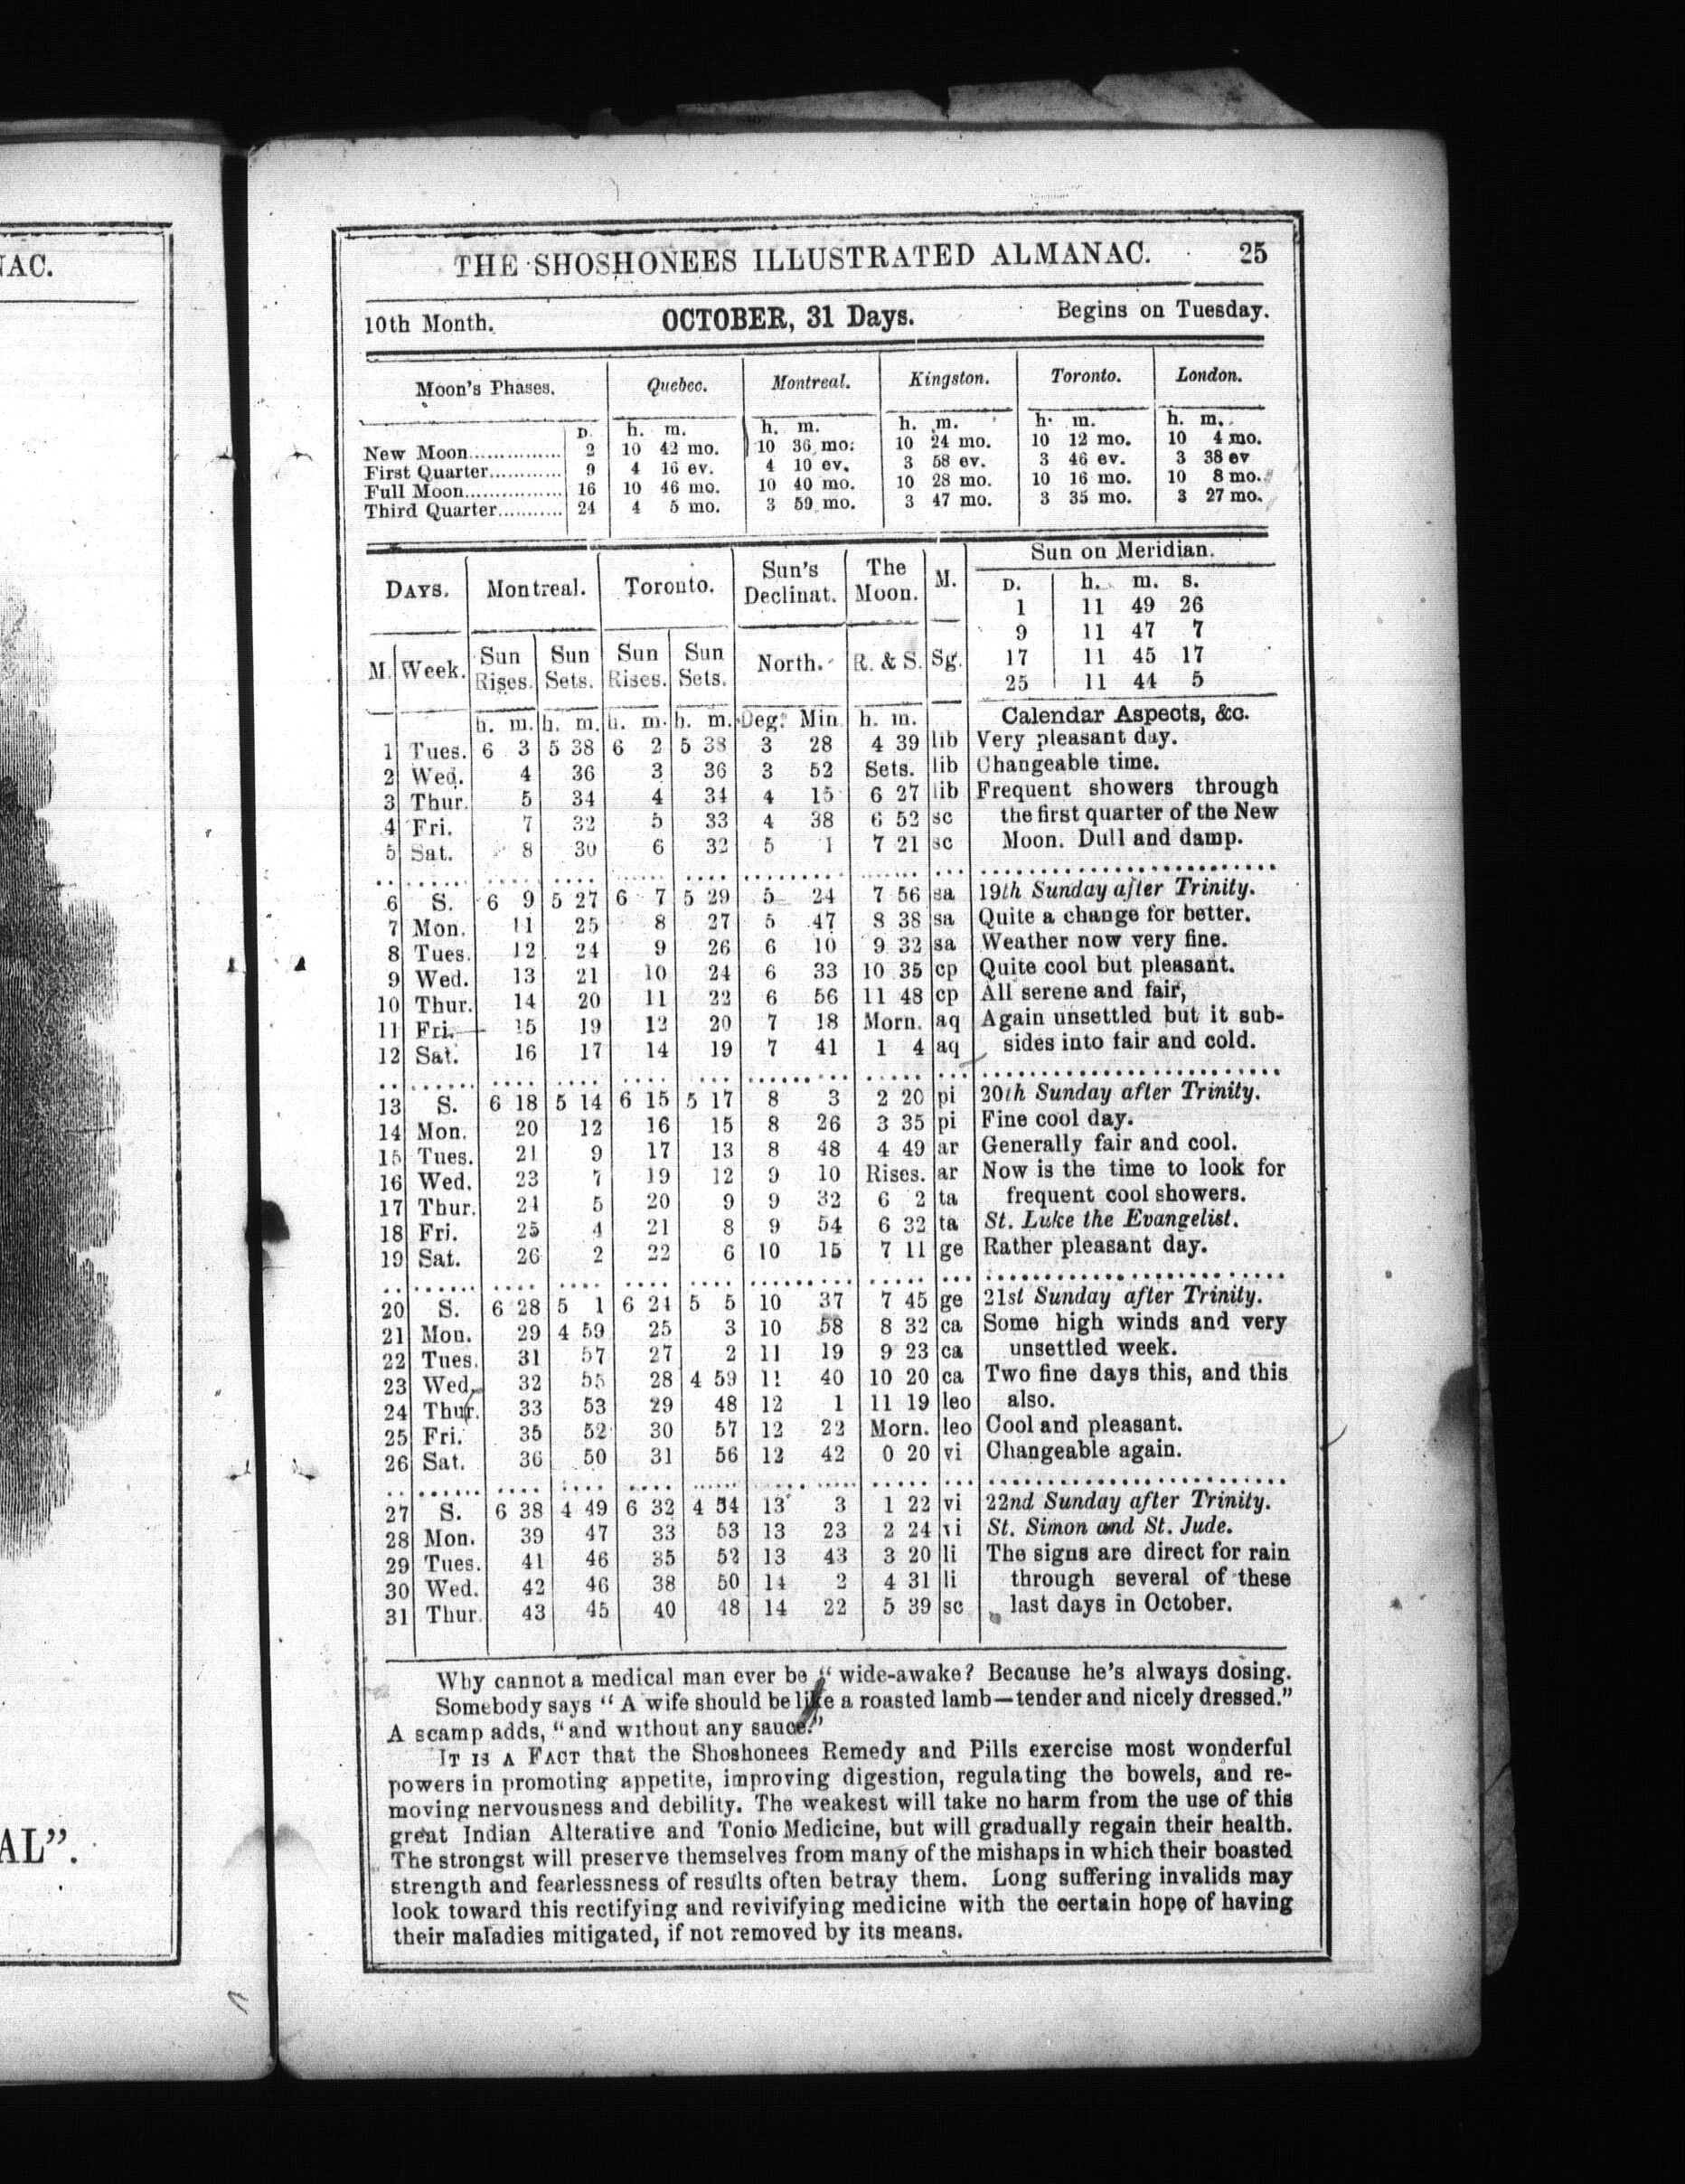 IAC.
AL”.
THE SHOSHONEES ILLUSTRATED ALMANAC. 25
10th Month. OCTOBER, 31 Days. Begins on Tuesday.
Moon's Phases. Quebec. Montreal. Kingston. Toronto. London.
D. h. m. h. m. h. m. h. m. h. m.
New Moon............... 2 10 42 mo. 10 36 mo. 10 24 mo. 10 12 mo. 10 4 mo.
First Quarter............ 9 4 16 ev. 4 10 ev. 3 58 ev. 3 46 ev. 3 38 ev
Full Moon................ 16 10 46 mo. 10 40 mo. 10 28 mo. 10 16 mo. 10 8 mo.
Third Quarter........... 24 4 5 mo. 3 59 mo. 3 47 mo. 3 35 mo. 3 27 mo.
DAYS. Montreal. Toronto. Sun's Declinat. The Moon. M. Sun on Meridian.
D. h. m. s.
1 11 49 26
9 11 47 7
M. Week. Sun Rises. Sun Sets. Sun Rises. Sun Sets. North. R. & S. Sg. 17 11 45 17
25 11 44 5
h. m. h. m. h. m. h. m. Deg. Min h. m. Calendar Aspects, &c.
1 Tues. 6 3 5 38 6 2 5 38 3 28 4 39 lib Very pleasant day.
2 Wed. 4 36 3 36 3 52 Sets. lib Changeable time.
3 Thur. 5 34 4 34 4 15 6 27 lib Frequent showers through
4 Fri. 7 32 5 33 4 38 6 52 sc the first quarter of the New
5 Sat. 8 30 6 32 5 1 7 21 sc Moon. Dull and damp.
6 S. 6 9 5 27 6 7 5 29 5 24 7 56 sa 19th Sunday after Trinity.
7 Mon. 11 25 8 27 5 47 8 38 sa Quite a change for better.
8 Tues. 12 24 9 26 6 10 9 32 sa Weather now very fine.
9 Wed. 13 21 10 24 6 33 10 35 cp Quite cool but pleasant.
10 Thur. 14 20 11 22 6 56 11 48 cp All serene and fair,
11 Fri. 15 19 12 20 7 18 Morn. aq Again unsettled but it sub-
12 Sat. 16 17 14 19 7 41 1 4 aq sides into fair and cold.
13 S. 6 18 5 14 6 15 5 17 8 3 2 20 pi 20th Sunday after Trinity.
14 Mon. 20 12 16 15 8 26 3 35 pi Fine cool day.
15 Tues. 21 9 17 13 8 48 4 49 ar Generally fair and cool.
16 Wed. 23 7 19 12 9 10 Rises. ar Now is the time to look for
17 Thur. 24 5 20 9 9 32 6 2 ta frequent cool showers.
18 Fri. 25 4 21 8 9 54 6 32 ta St. Luke the Evangelist.
19 Sat. 26 2 22 6 10 15 7 11 ge Rather pleasant day.
20 S. 6 28 5 1 6 24 5 5 10 37 7 45 ge 21st Sunday after Trinity.
21 Mon. 29 4 59 25 3 10 58 8 32 ca Some high winds and very
22 Tues. 31 57 27 2 11 19 9 23 ca unsettled week.
23 Wed. 32 55 28 4 59 11 40 10 20 ca Two fine days this, and this
24 Thur. 33 53 29 48 12 1 11 19 leo also.
25 Fri. 35 52 30 57 12 22 Morn. leo Cool and pleasant.
26 Sat. 36 50 31 56 12 42 0 20 vi Changeable again.
27 S. 6 38 4 49 6 32 4 54 13 3 1 22 vi 22nd Sunday after Trinity.
28 Mon. 39 47 33 53 13 23 2 24 vi St. Simon and St. Jude.
29 Tues. 41 46 35 52 13 43 3 20 li The signs are direct for rain
30 Wed. 42 46 38 50 14 2 4 31 li through several of these
31 Thur. 43 45 40 48 14 22 5 39 sc last days in October.
Why cannot a medical man ever be “ wide-awake? Because he's always dosing.
Somebody says “ A wife should be like a roasted lamb—tender and nicely dressed.”
A scamp adds, “and without any sauce.”
IT IS A FACT that the Shoshonees Remedy and Pills exercise most wonderful
powers in promoting appetite, improving digestion, regulating the bowels, and re-
moving nervousness and debility. The weakest will take no harm from the use of this
great Indian Alterative and Tonic Medicine, but will gradually regain their health.
The strongst will preserve themselves from many of the mishaps in which their boasted
strength and fearlessness of results often betray them. Long suffering invalids may
look toward this rectifying and revivifying medicine with the certain hope of having
their maladies mitigated, if not removed by its means.